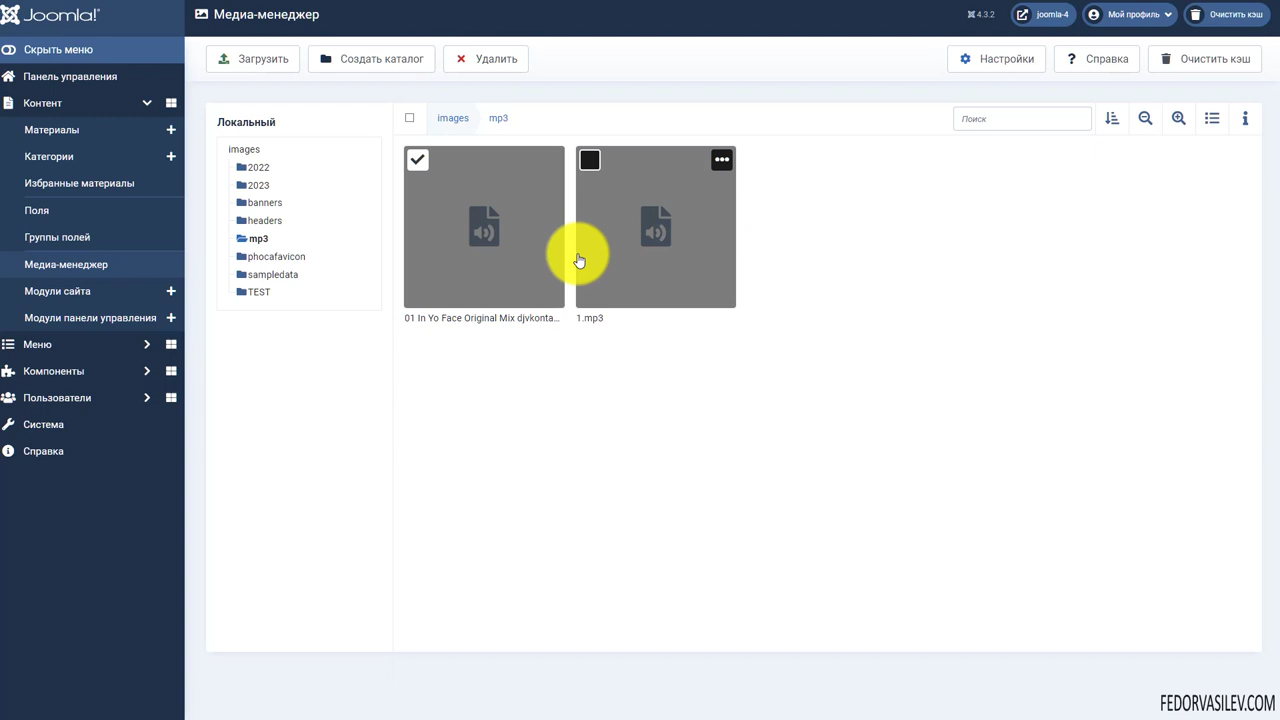 Joomla!®
Медиа-менеджер
4.3.2
joomla-4
Мой профиль
Очистить кэш
Скрыть меню
Панель управления
Контент
Материалы
Категории
Избранные материалы
Поля
Группы полей
Медиа-менеджер
Модули сайта
Модули панели управления
Меню
Компоненты
Пользователи
Система
Справка
Загрузить
Создать каталог
Удалить
Настройки
? Справка
Очистить кэш
Локальный
images
2022
2023
banners
headers
mp3
phocafavicon
sampledata
TEST
images
mp3
Поиск
01 In Yo Face Original Mix djvkonta...
1.mp3
FEDORVASILEV.COM